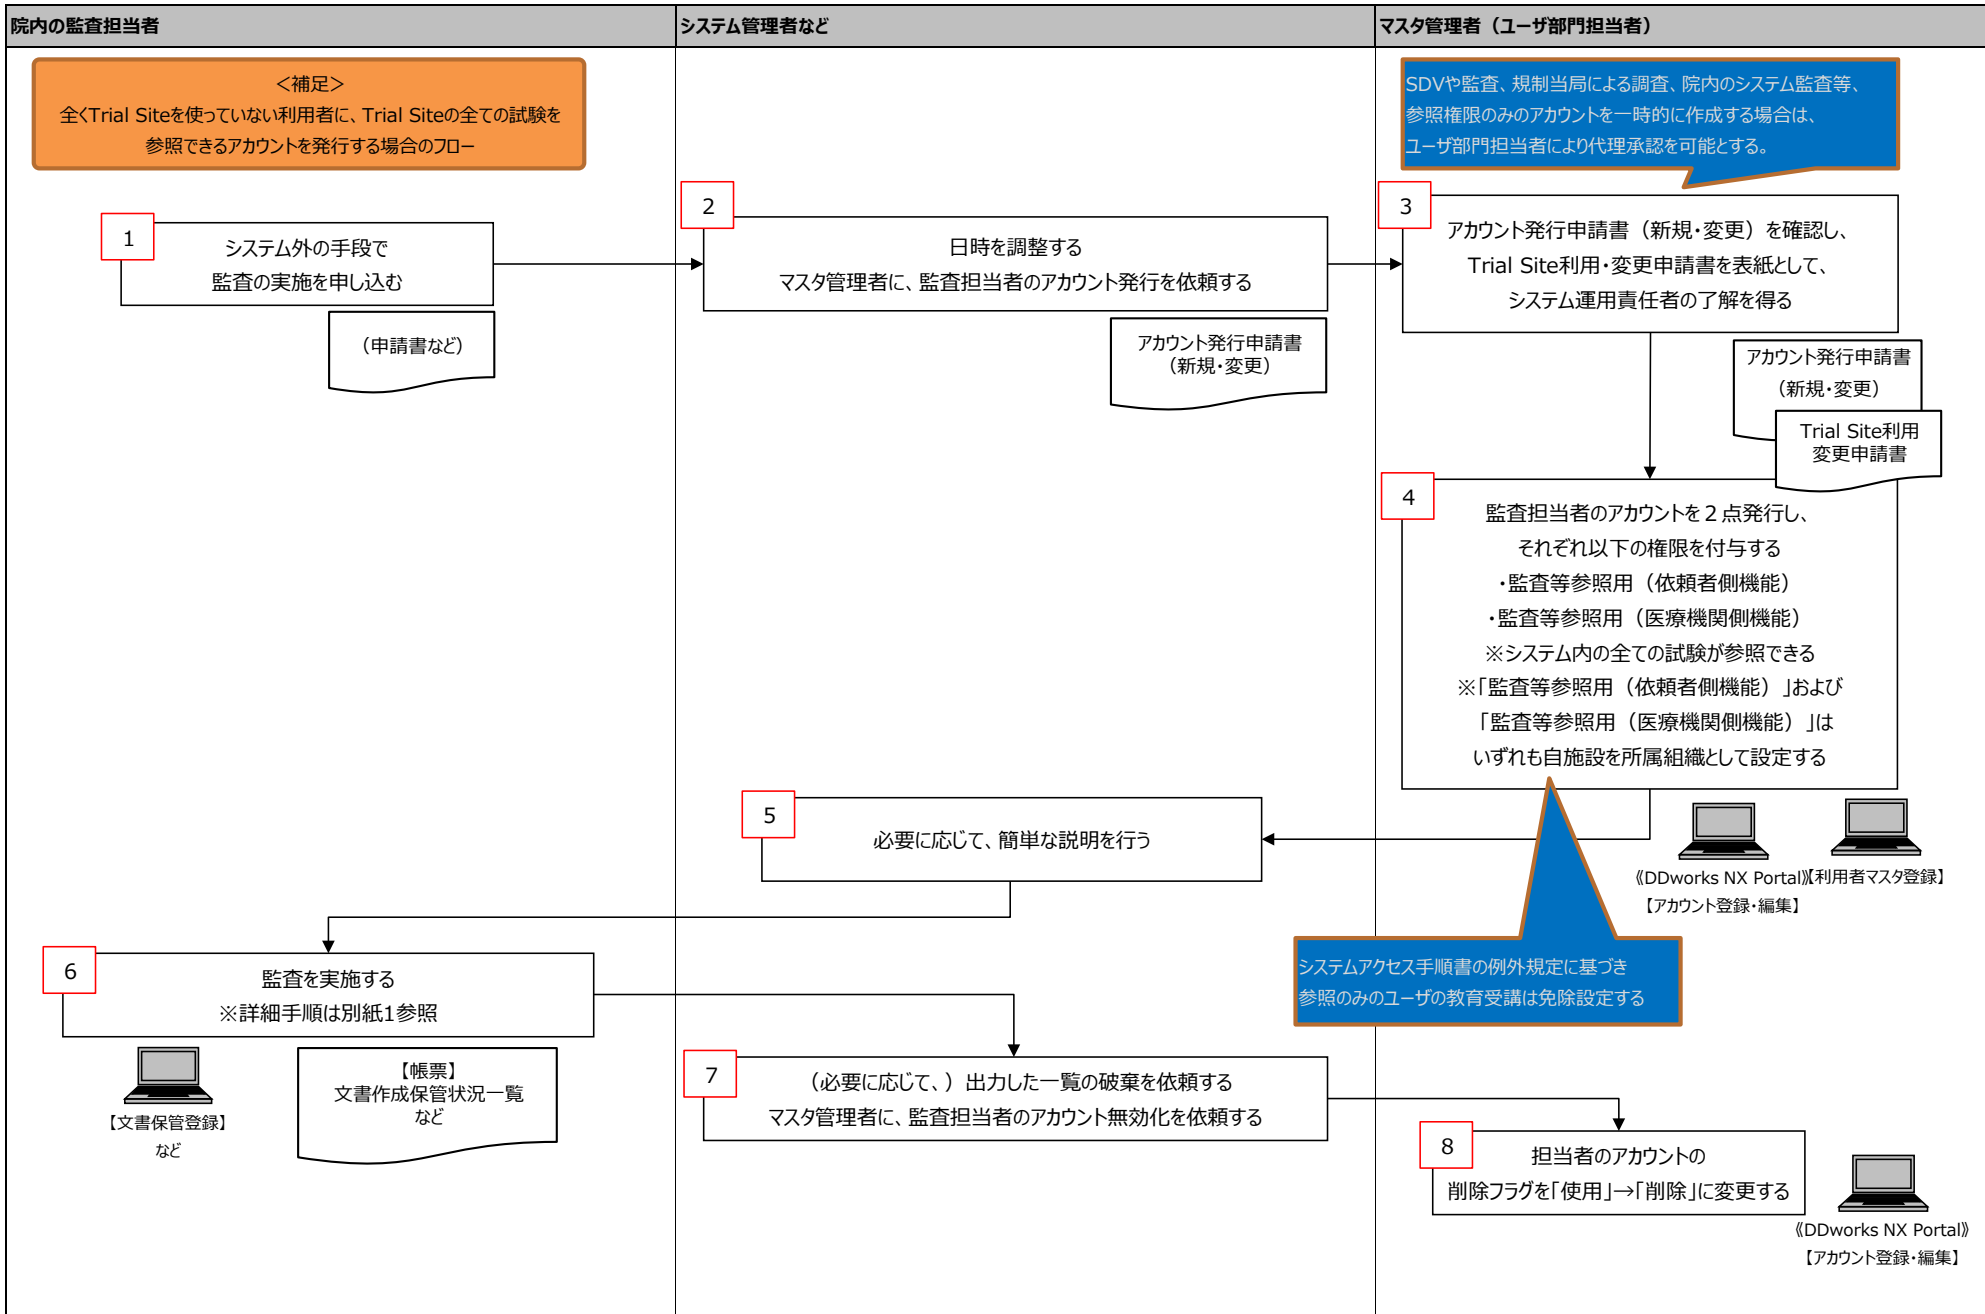 院内の監査担当者
システム管理者など
マスタ管理者（ユーザ部門担当者）
＜補足＞
全くTrial Siteを使っていない利用者に、Trial Siteの全ての試験を
参照できるアカウントを発行する場合のフロー
SDVや監査、規制当局による調査、院内のシステム監査等、
参照権限のみのアカウントを一時的に作成する場合は、
ユーザ部門担当者により代理承認を可能とする。
1
システム外の手段で
監査の実施を申し込む
（申請書など）
2
日時を調整する
マスタ管理者に、監査担当者のアカウント発行を依頼する
アカウント発行申請書
（新規・変更）
3
アカウント発行申請書（新規・変更）を確認し、
Trial Site利用・変更申請書を表紙として、
システム運用責任者の了解を得る
アカウント発行申請書
（新規・変更）
Trial Site利用
変更申請書
4
監査担当者のアカウントを２点発行し、
それぞれ以下の権限を付与する
・監査等参照用（依頼者側機能）
・監査等参照用（医療機関側機能）
※システム内の全ての試験が参照できる
※「監査等参照用（依頼者側機能）」および
「監査等参照用（医療機関側機能）」は
いずれも自施設を所属組織として設定する
《DDworks NX Portal》
【アカウント登録・編集】
【利用者マスタ登録】
システムアクセス手順書の例外規定に基づき
参照のみのユーザの教育受講は免除設定する
5
必要に応じて、簡単な説明を行う
6
監査を実施する
※詳細手順は別紙1参照
【文書保管登録】
など
【帳票】
文書作成保管状況一覧
など
7
（必要に応じて、）出力した一覧の破棄を依頼する
マスタ管理者に、監査担当者のアカウント無効化を依頼する
8
担当者のアカウントの
削除フラグを「使用」→「削除」に変更する
《DDworks NX Portal》
【アカウント登録・編集】